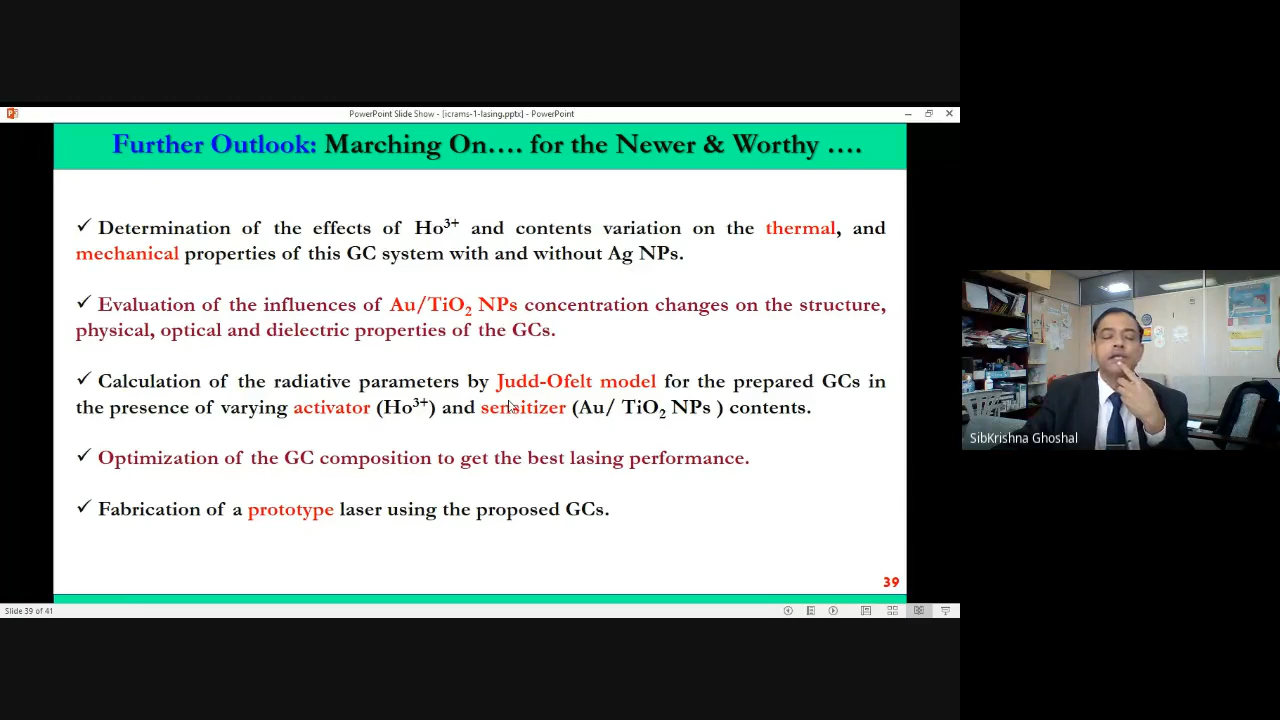 PowerPoint Slide Show - [icrams-1-lasing.pptx] - PowerPoint
Further Outlook: Marching On…. for the Newer & Worthy ….
✓ Determination of the effects of Ho³⁺ and contents variation on the thermal, and
mechanical properties of this GC system with and without Ag NPs.
✓ Evaluation of the influences of Au/TiO₂ NPs concentration changes on the structure,
physical, optical and dielectric properties of the GCs.
✓ Calculation of the radiative parameters by Judd-Ofelt model for the prepared GCs in
the presence of varying activator (Ho³⁺) and sensitizer (Au/ TiO₂ NPs ) contents.
✓ Optimization of the GC composition to get the best lasing performance.
✓ Fabrication of a prototype laser using the proposed GCs.
39
Slide 39 of 41
SibKrishna Ghoshal